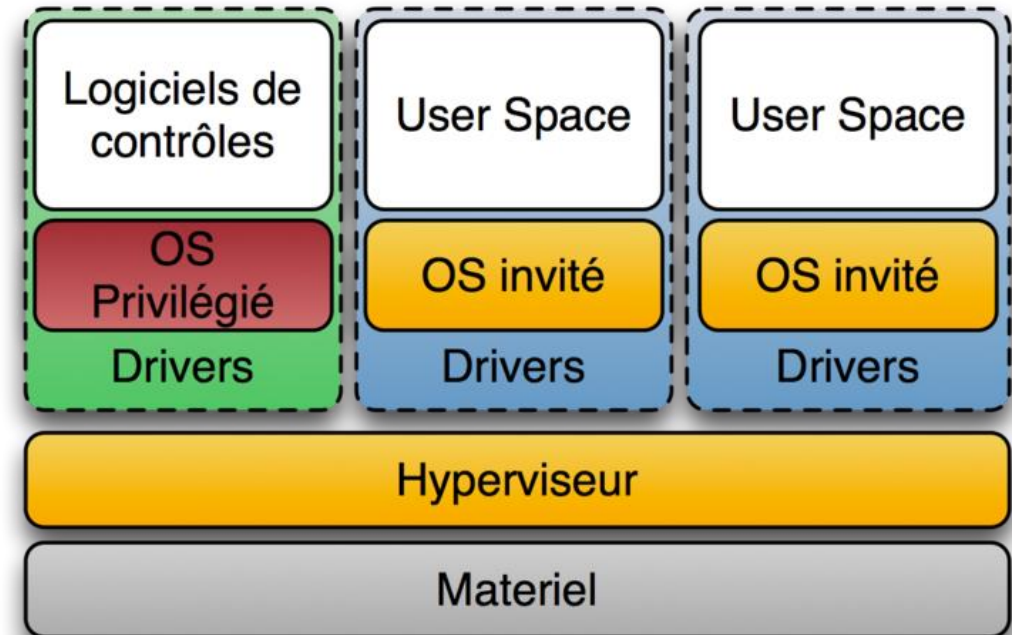 Logiciels de
contrôles
User Space
User Space
OS
Privilégié
OS invité
OS invité
Drivers
Drivers
Drivers
Hyperviseur
Materiel